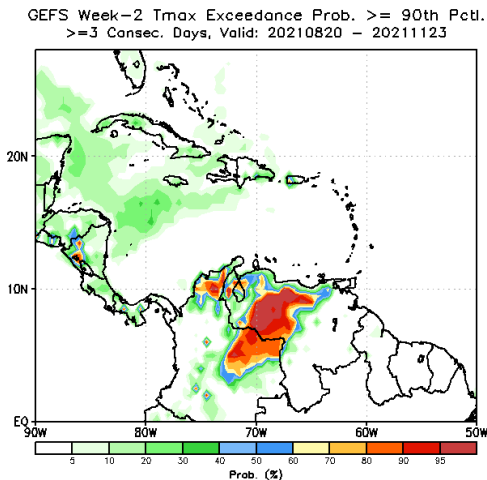 GEFS Week-2 Tmax Exceedance Prob. >= 90th Pctl.
>=3 Cansec. Days, Valid: 20210820 - 20211123
20N
10N
EQ
90W 80W 70W 60W 50W
5 10 20 30 40 50 60 70 80 90 95
Prob. (%)